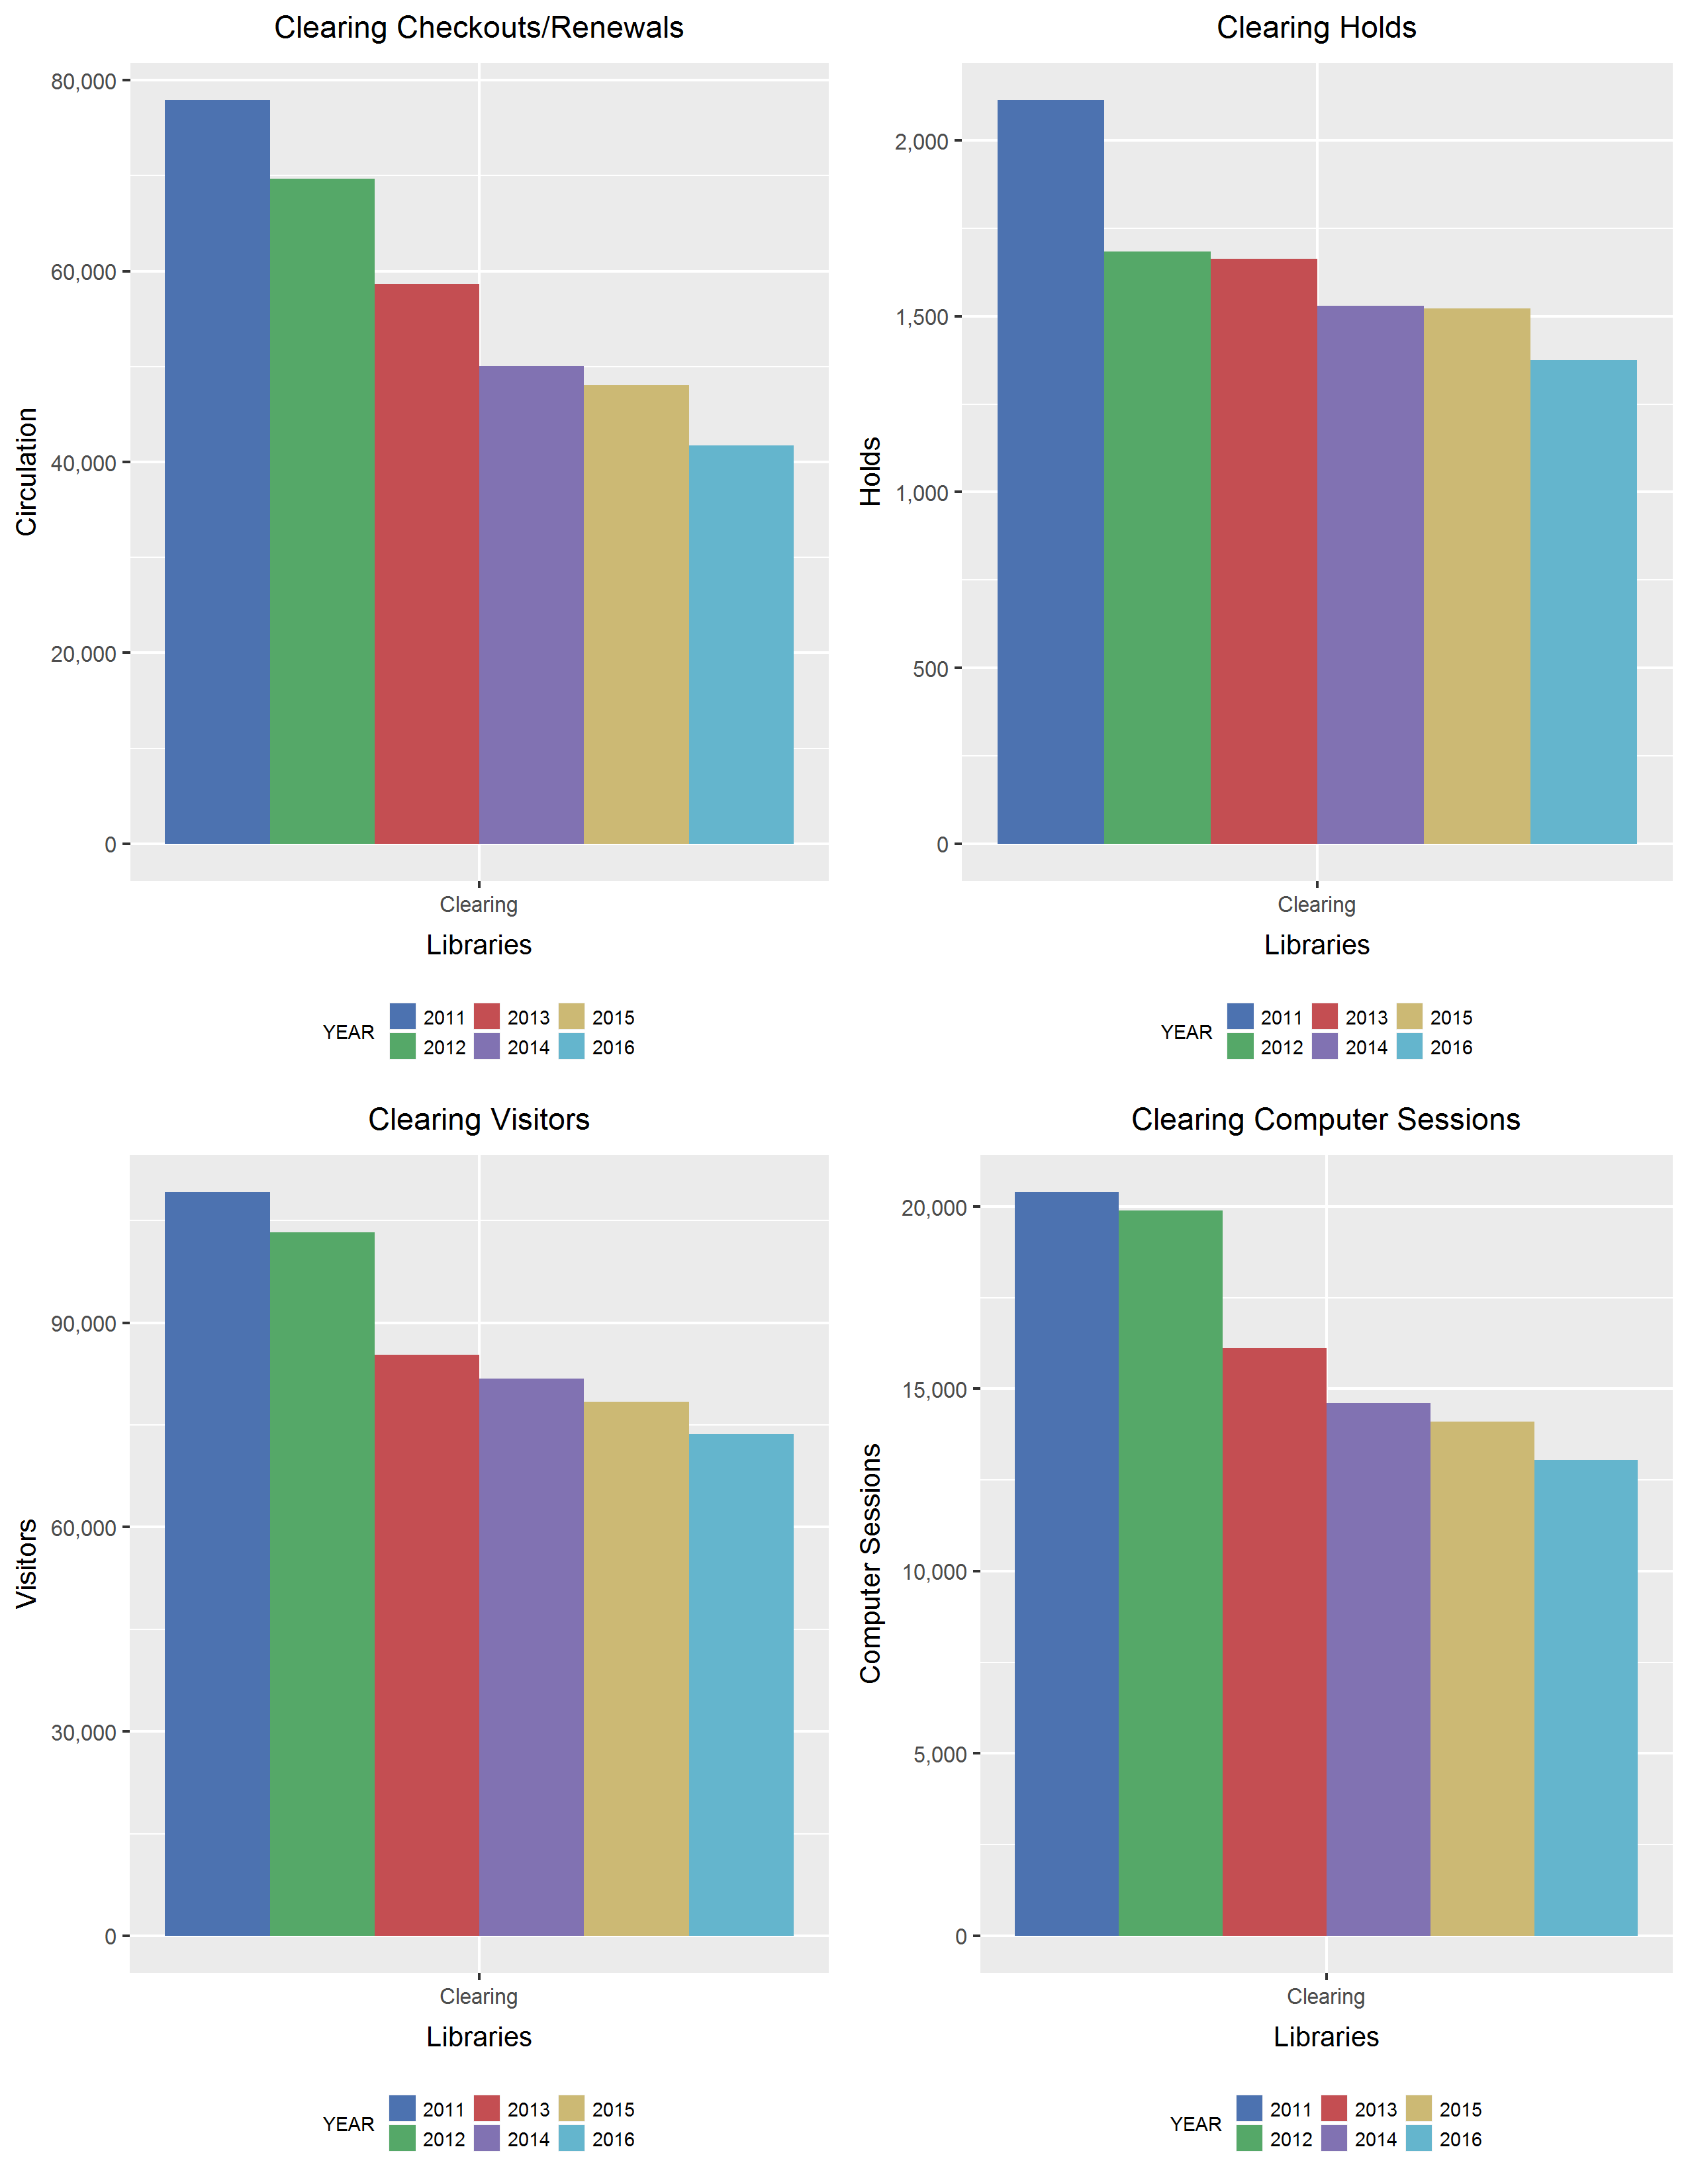 Clearing Checkouts/Renewals
80,000
60,000
40,000
20,000
0
Circulation
Clearing
Libraries
YEAR 2011 2013 2015
2012 2014 2016
Clearing Holds
2,000
1,500
1,000
500
0
Holds
Clearing
Libraries
YEAR 2011 2013 2015
2012 2014 2016
Clearing Visitors
90,000
60,000
30,000
0
Visitors
Clearing
Libraries
YEAR 2011 2013 2015
2012 2014 2016
Clearing Computer Sessions
20,000
15,000
10,000
5,000
0
Computer Sessions
Clearing
Libraries
YEAR 2011 2013 2015
2012 2014 2016